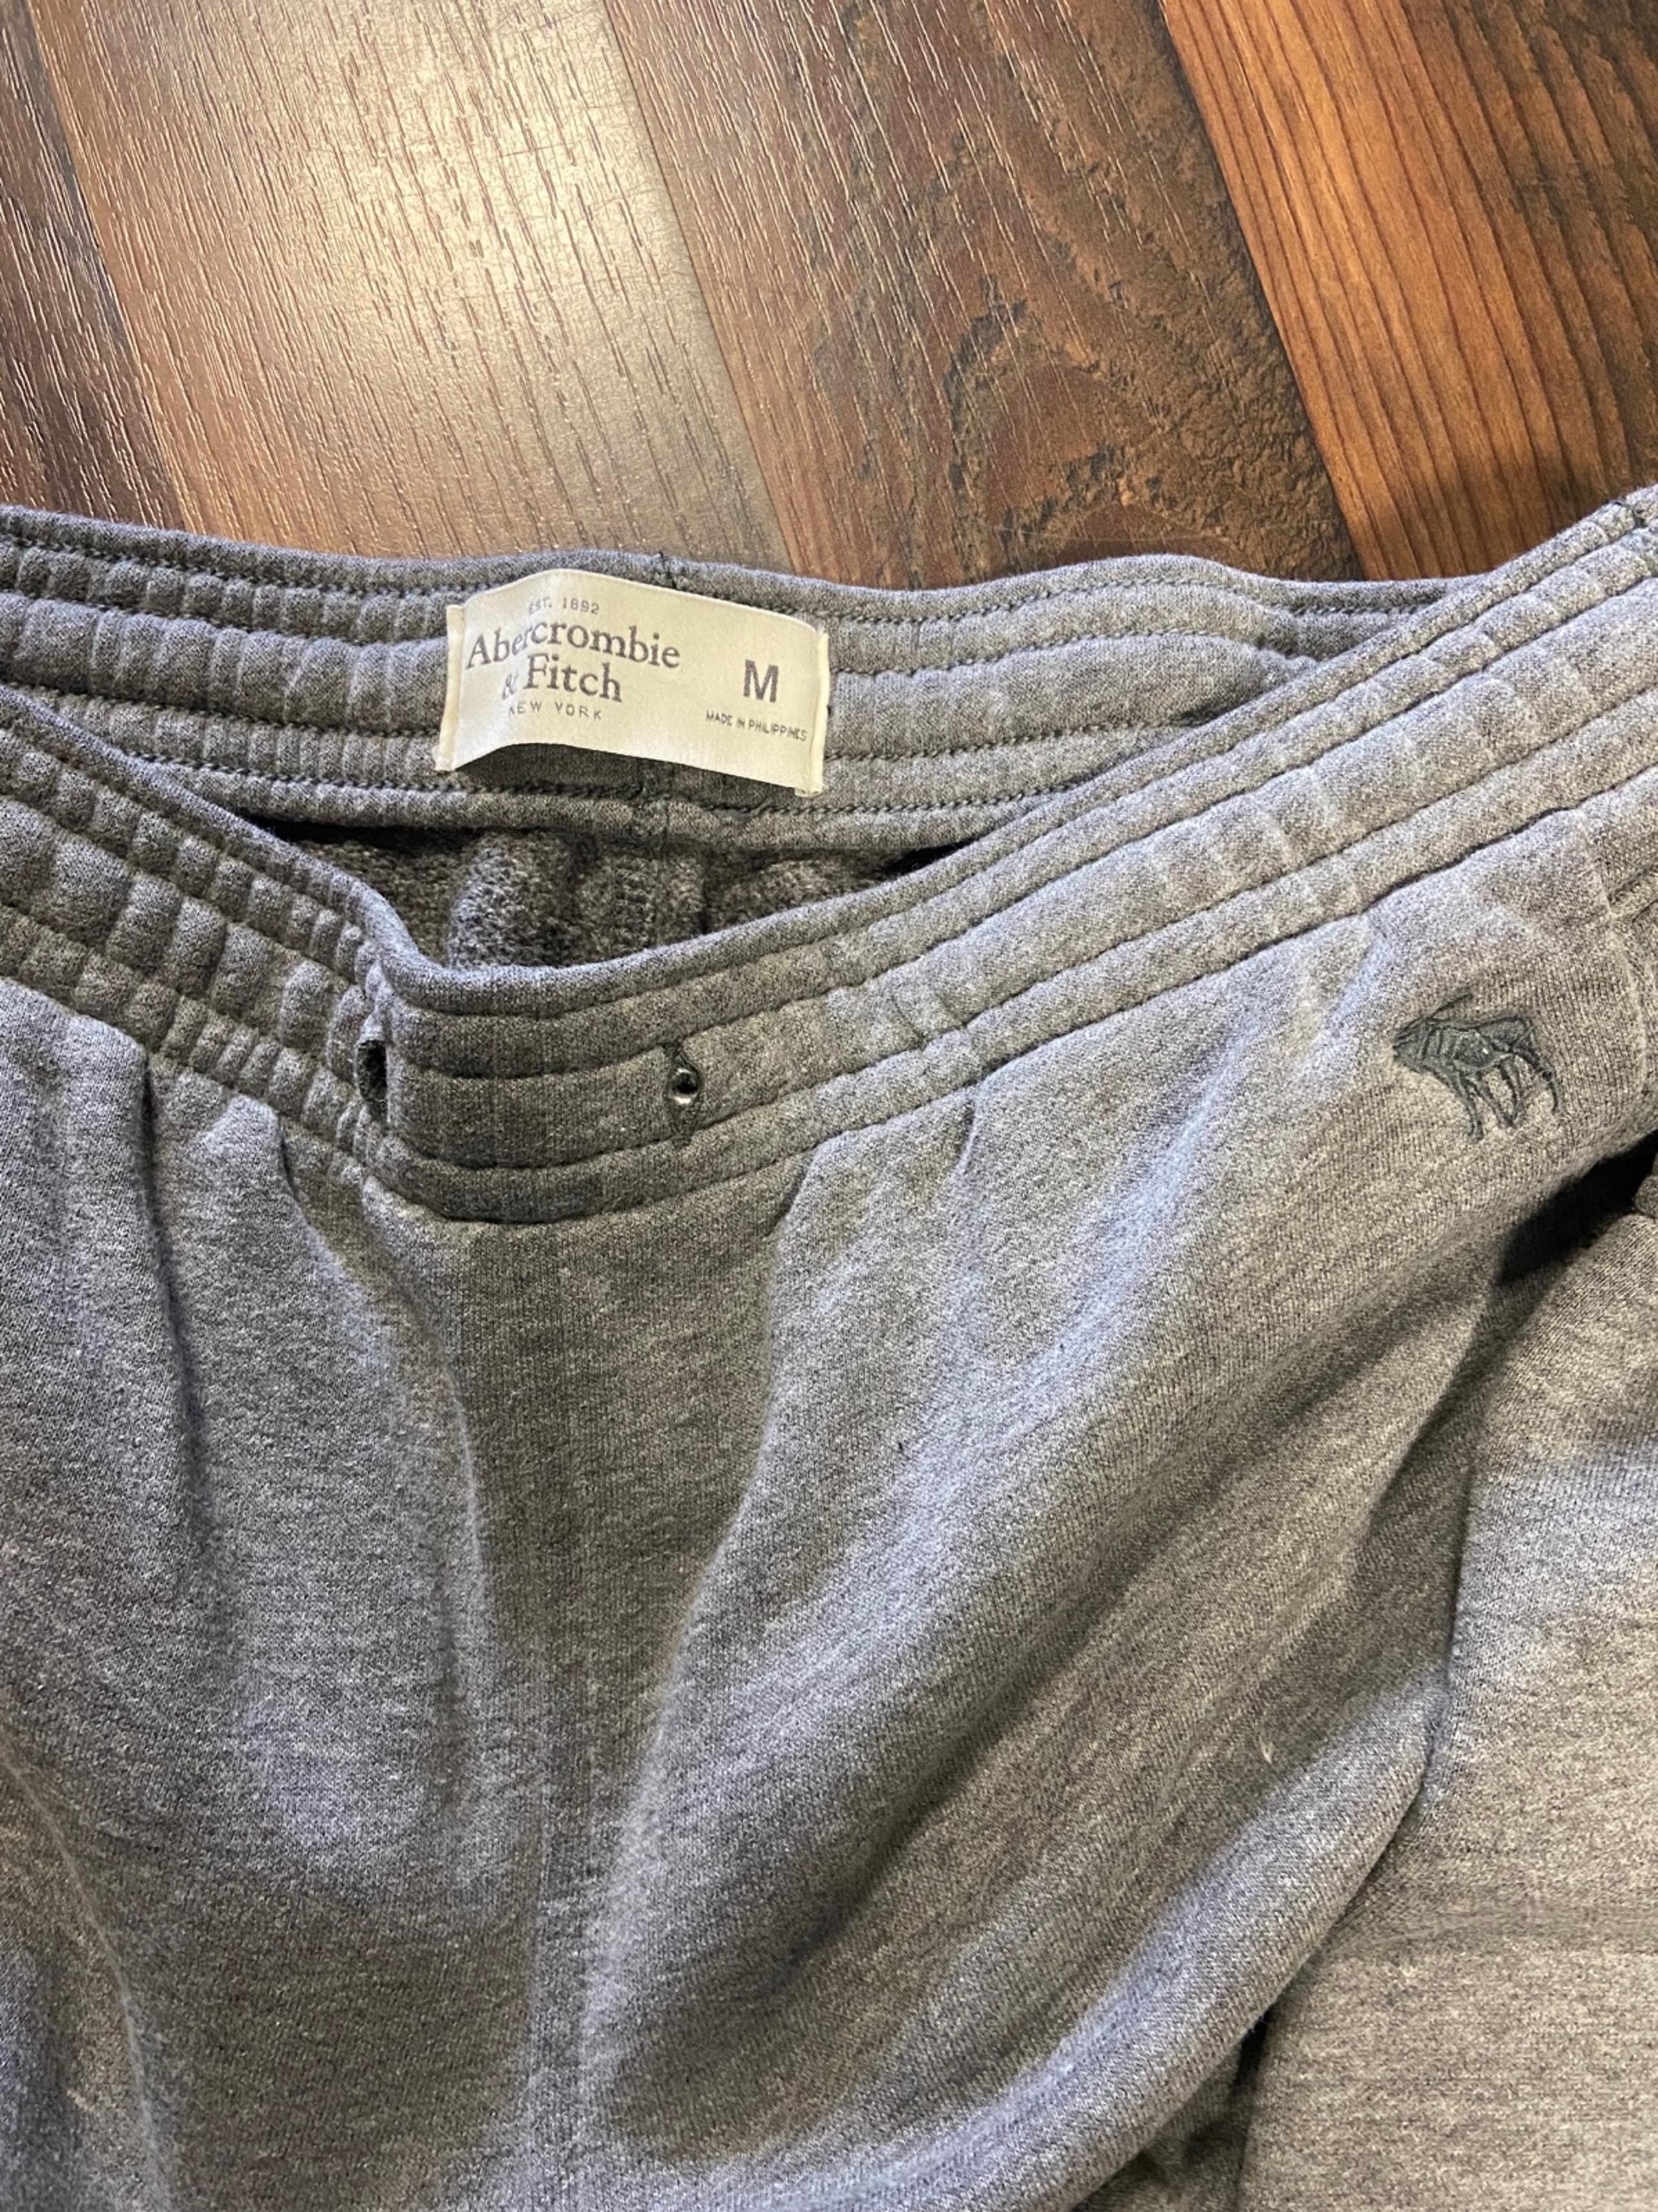 EST. 1892
Abercrombie
& Fitch
NEW YORK
M
MADE IN PHILIPPINES